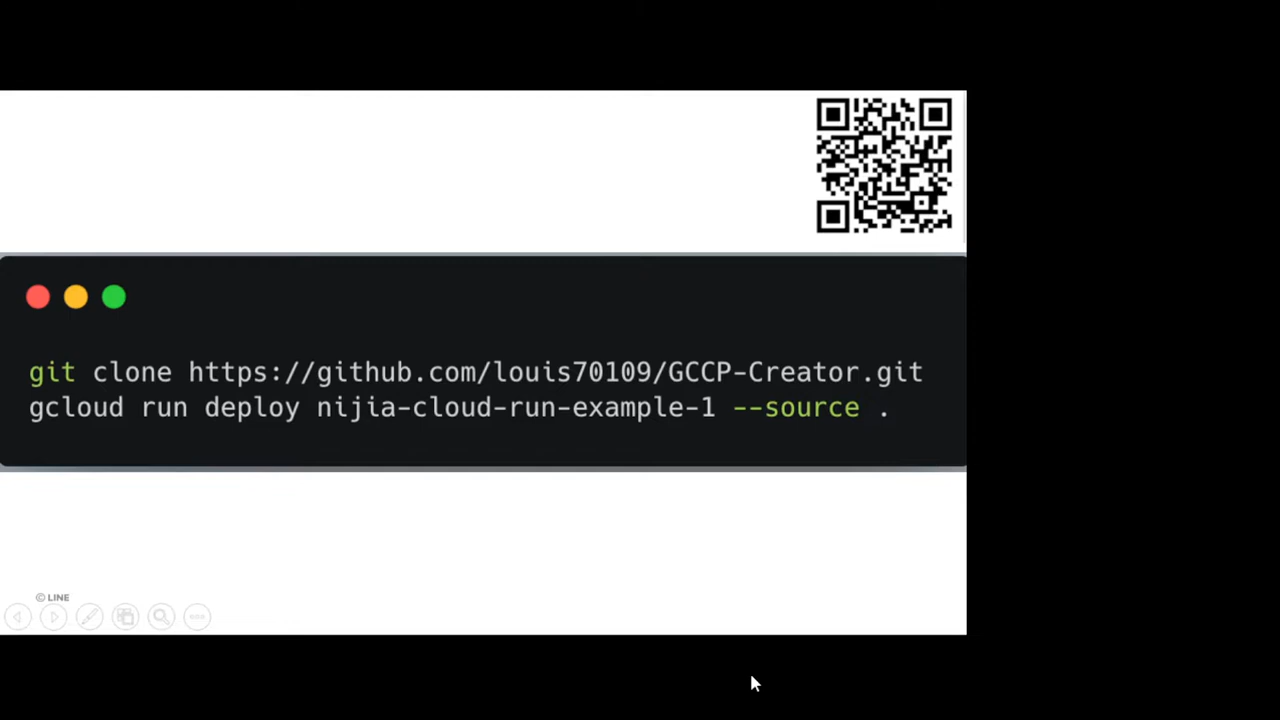 git clone https://github.com/louis70109/GCCP-Creator.git
gcloud run deploy nijia-cloud-run-example-1 --source .
© LINE